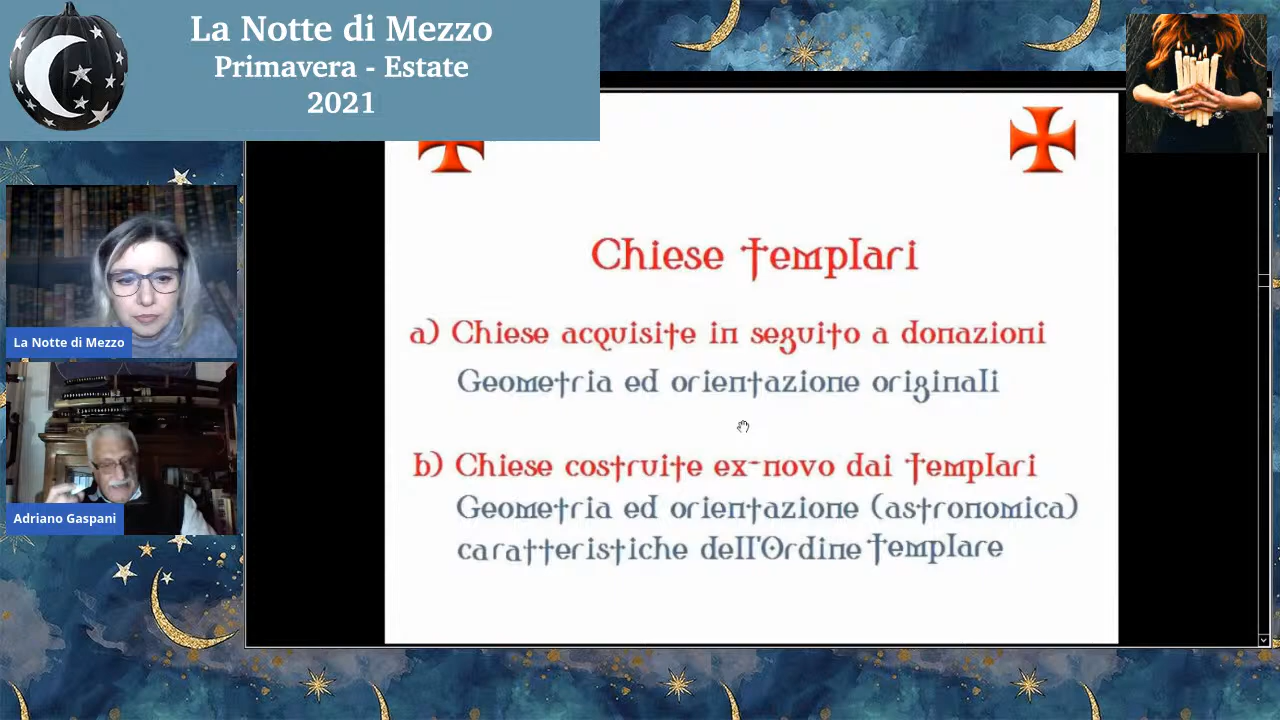 La Notte di Mezzo
Primavera - Estate
2021
Chiese Templari
a) Chiese acquisite in seguito a donazioni
Geometria ed orientazione originali
b) Chiese costruite ex-novo dai Templari
Geometria ed orientazione (astronomica)
caratteristiche dell'Ordine Templare
La Notte di Mezzo
Adriano Gaspani